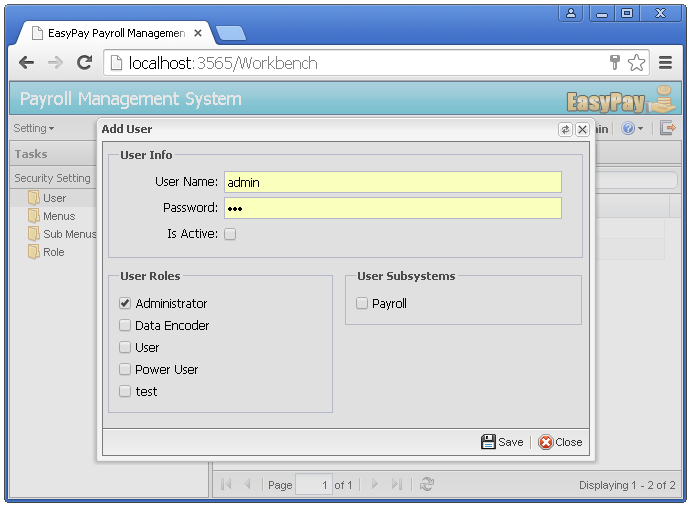 EasyPay Payroll Managemen
localhost:3565/Workbench
Payroll Management System
EasyPay
Setting
Add User
in
Tasks
User Info
Security Setting
User Name: admin
User
Password: •••
Menus
Is Active:
Sub Menus
Role
User Roles
User Subsystems
Administrator
Payroll
Data Encoder
User
Power User
test
Save
Close
Page 1 of 1
Displaying 1 - 2 of 2